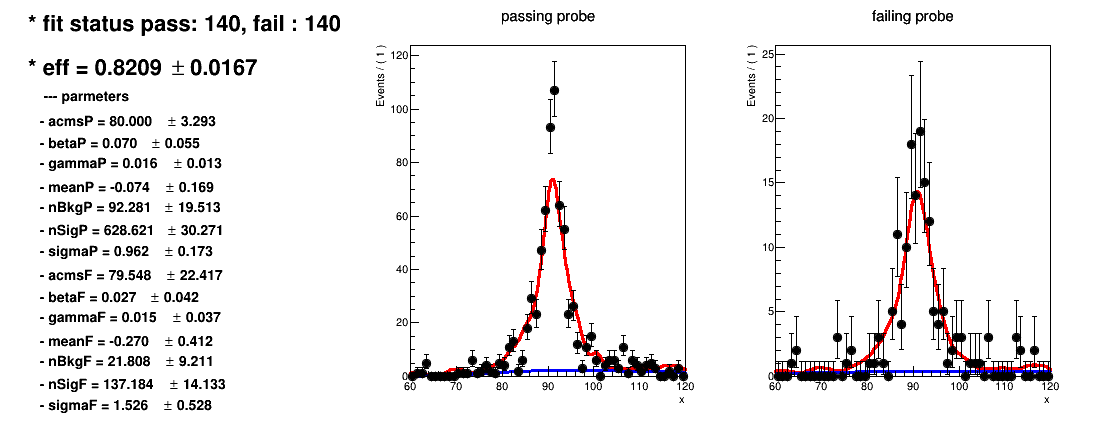 * fit status pass: 140, fail : 140
* eff = 0.8209 ± 0.0167
--- parmeters
- acmsP = 80.000 ± 3.293
- betaP = 0.070 ± 0.055
- gammaP = 0.016 ± 0.013
- meanP = -0.074 ± 0.169
- nBkgP = 92.281 ± 19.513
- nSigP = 628.621 ± 30.271
- sigmaP = 0.962 ± 0.173
- acmsF = 79.548 ± 22.417
- betaF = 0.027 ± 0.042
- gammaF = 0.015 ± 0.037
- meanF = -0.270 ± 0.412
- nBkgF = 21.808 ± 9.211
- nSigF = 137.184 ± 14.133
- sigmaF = 1.526 ± 0.528
passing probe
Events / ( 1 )
120
100
80
60
40
20
0
60 70 80 90 100 110 120
x
failing probe
Events / ( 1 )
25
20
15
10
5
0
60 70 80 90 100 110 120
x